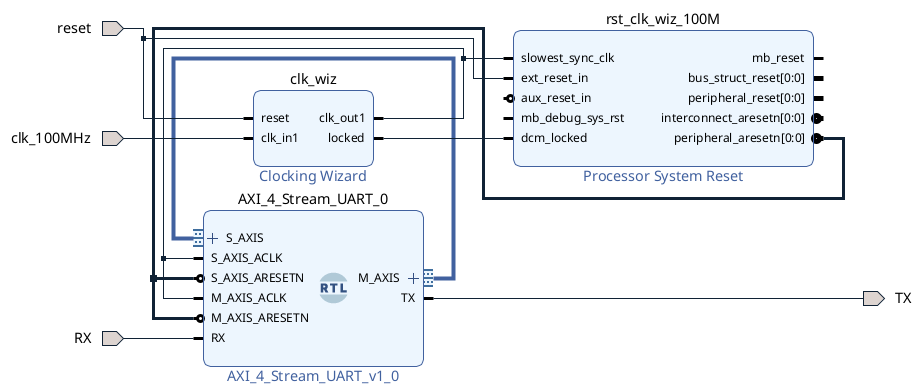 reset
clk_100MHz
RX
clk_wiz
reset
clk_in1
clk_out1
locked
Clocking Wizard
rst_clk_wiz_100M
slowest_sync_clk
ext_reset_in
aux_reset_in
mb_debug_sys_rst
dcm_locked
mb_reset
bus_struct_reset[0:0]
peripheral_reset[0:0]
interconnect_aresetn[0:0]
peripheral_aresetn[0:0]
Processor System Reset
AXI_4_Stream_UART_0
S_AXIS
S_AXIS_ACLK
S_AXIS_ARESETN
M_AXIS_ACLK
M_AXIS_ARESETN
RX
RTL
M_AXIS
TX
AXI_4_Stream_UART_v1_0
TX